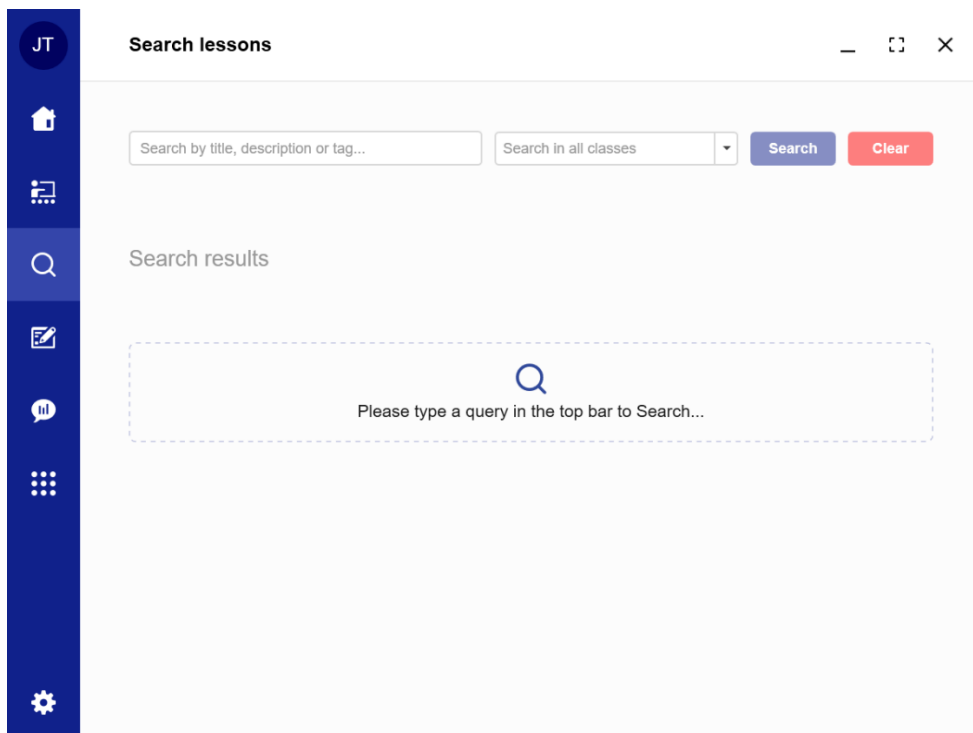 JT
Search lessons
Search by title, description or tag...
Search in all classes
Search
Clear
Search results
Please type a query in the top bar to Search...